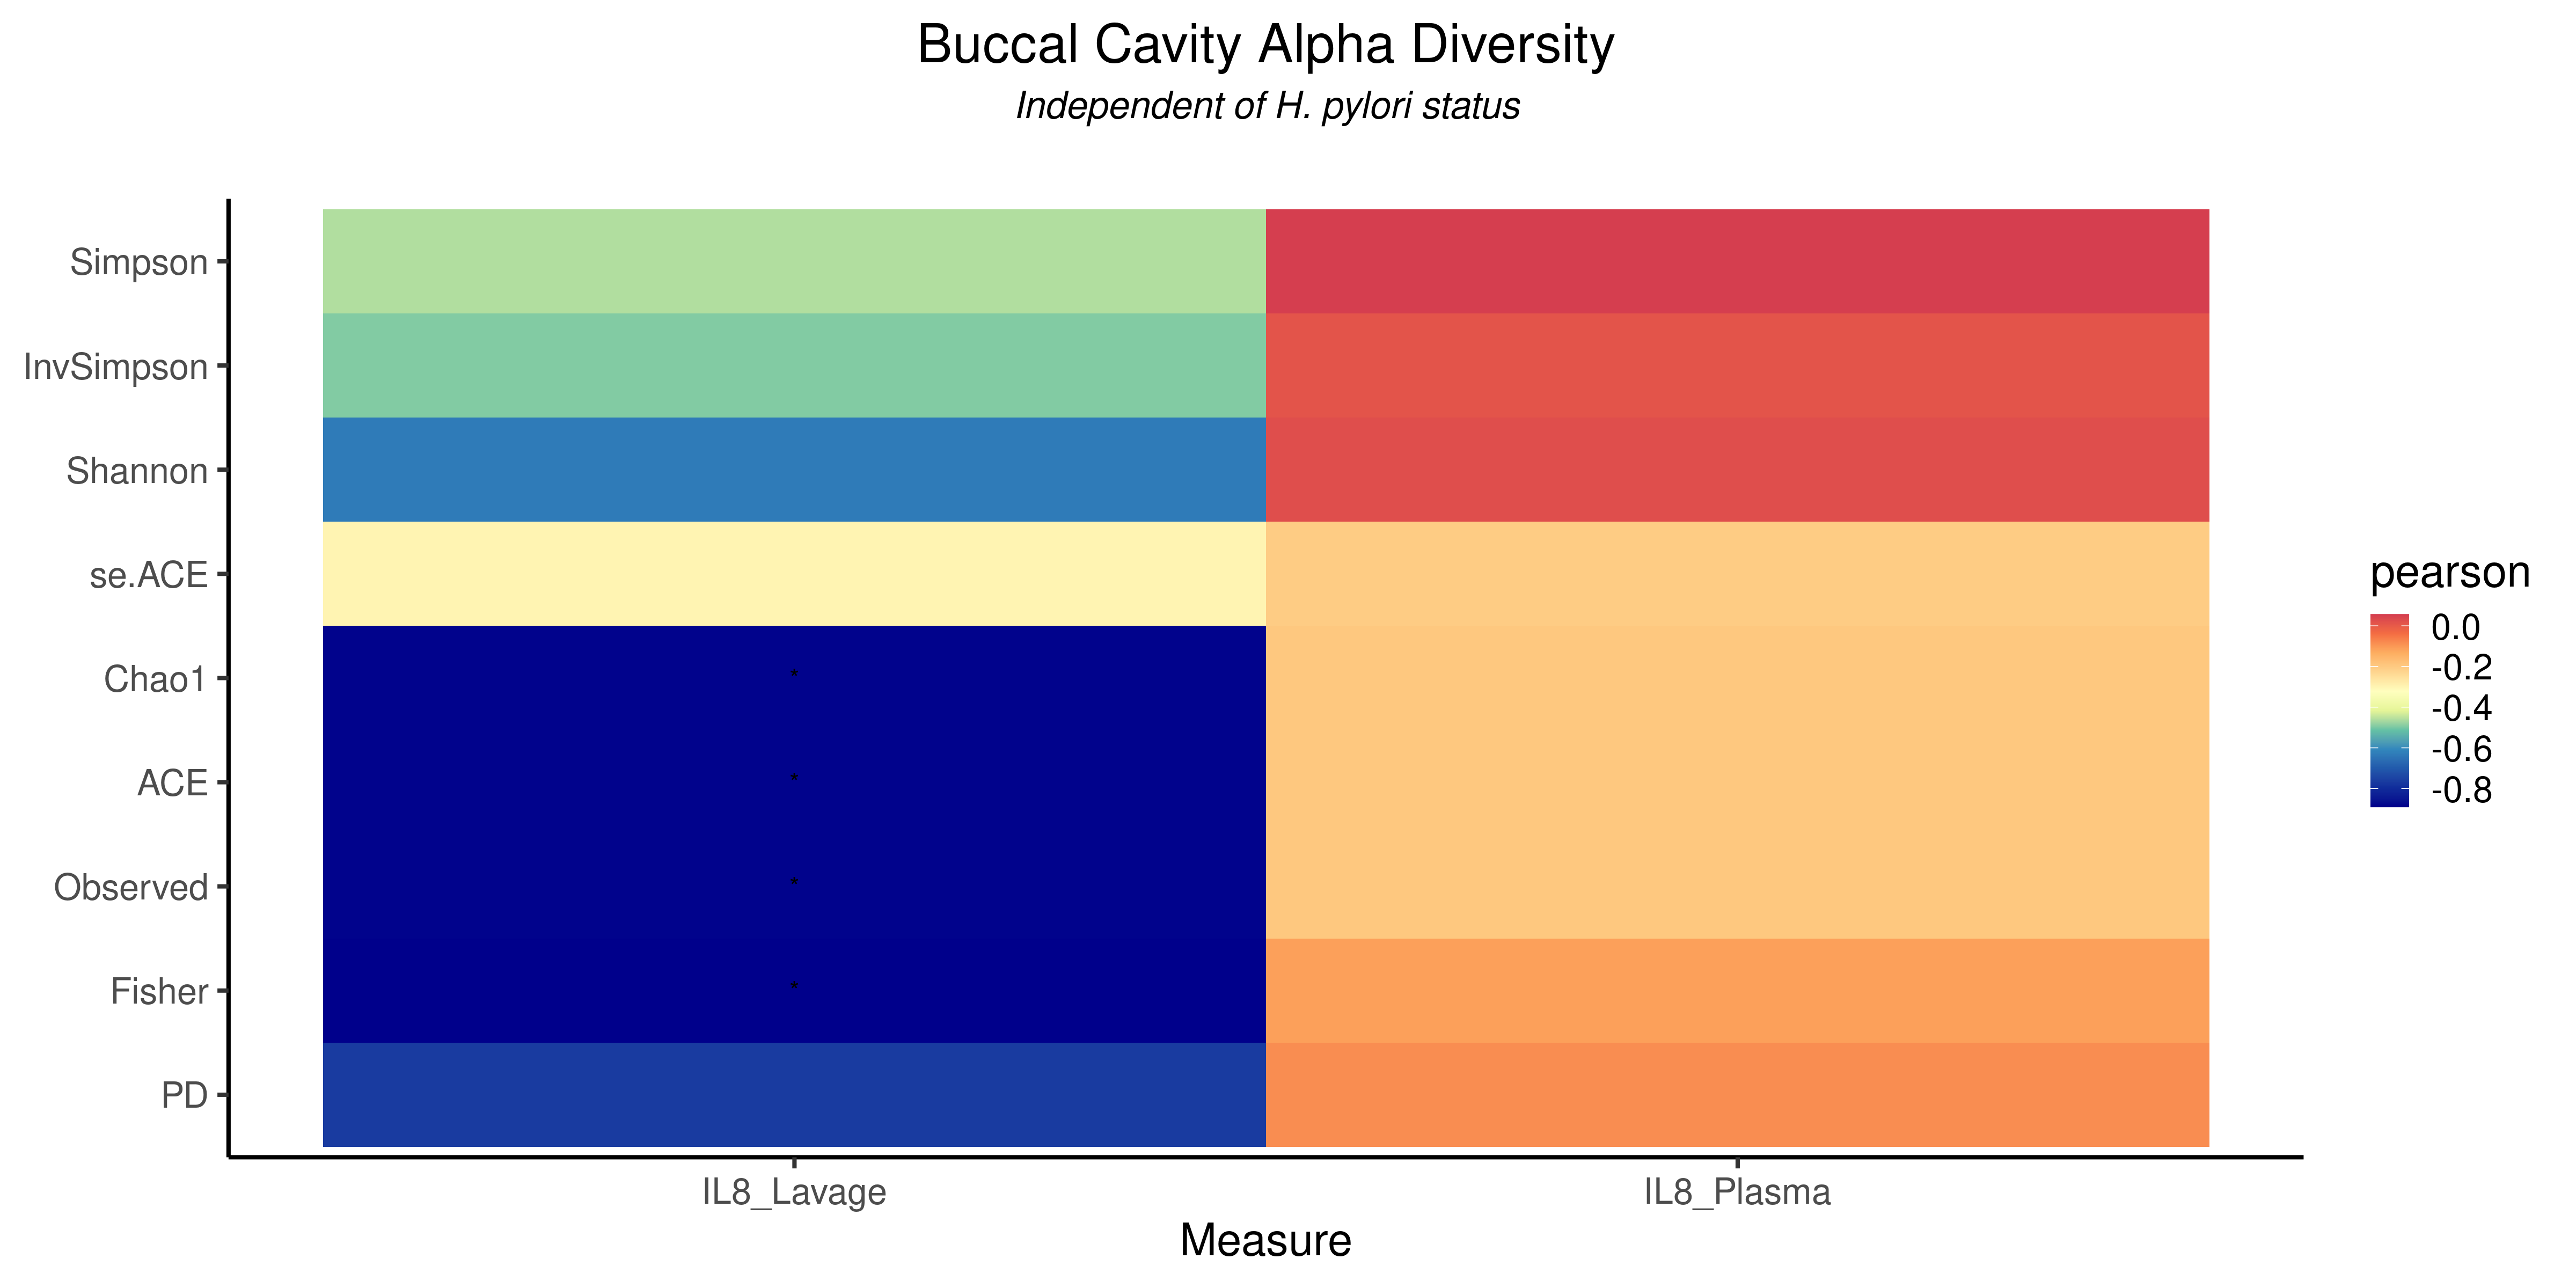 Buccal Cavity Alpha Diversity
Independent of H. pylori status
Simpson
InvSimpson
Shannon
se.ACE
Chao1
*
ACE
*
Observed
*
Fisher
*
PD
IL8_Lavage
IL8_Plasma
Measure
pearson
0.0
-0.2
-0.4
-0.6
-0.8